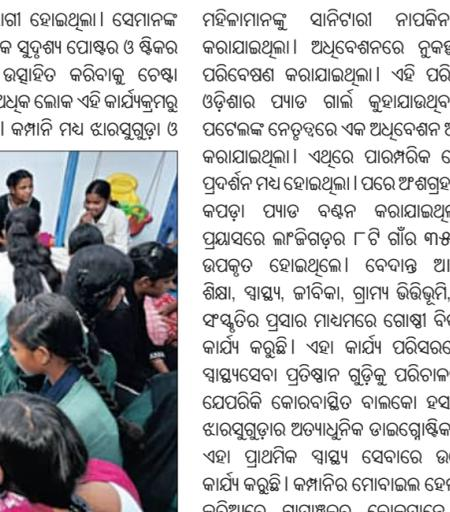 ାଗୀ ହୋଇଥିଲା। ସେମାନଙ୍କ
କ ସୁଦୃଶ୍ୟ ପୋଷ୍ଟର ଓ ଷ୍ଟିକର
ଉତ୍ସାହିତ କରିବାକୁ ଚେଷ୍ଟା
ଅଧିକ ଲୋକ ଏହି କାର୍ଯ୍ୟକ୍ରମରୁ
। କମ୍ପାନି ମଧ୍ୟ ଝାରସୁଗୁଡ଼ା ଓ
ମହିଳାମାନଙ୍କୁ ସାନିଟାରୀ ନାପକିନ
କରାଯାଇଥିଲା। ଅଧିବେଶନରେ ନୁକହ
ପରିବେଷଣ କରାଯାଇଥିଲା। ଏହି ପରି
ଓଡ଼ିଶାର ପ୍ୟାଡ ଗାର୍ଲ କୁହାଯାଉଥିବ
ପଟେଲଙ୍କ ନେତୃତ୍ୱରେ ଏକ ଅଧିବେଶନ ଅ
କରାଯାଇଥିଲା। ଏଥିରେ ପାରମ୍ପରିକ
ପ୍ରଦର୍ଶନ ମଧ୍ୟ ହୋଇଥିଲା। ପରେ ଅଂଶଗ୍ରହ
କପଡ଼ା ପ୍ୟାଡ ବଣ୍ଟନ କରାଯାଇଥି
ପ୍ରୟାସରେ ଲାଂଜିଗଡ଼ର ୮ଟି ଗାଁର ୩୫
ଉପକୃତ ହୋଇଥିଲେ। ବେଦାନ୍ତ ଆ
ଶିକ୍ଷା, ସ୍ୱାସ୍ଥ୍ୟ, ଜୀବିକା, ଗ୍ରାମ୍ୟ ଭିତ୍ତିଭୂମି,
ସଂସ୍କୃତିର ପ୍ରସାର ମାଧ୍ୟମରେ ଗୋଷ୍ଠୀ ବି
କାର୍ଯ୍ୟ କରୁଛି। ଏହା କାର୍ଯ୍ୟ ପରିସରରେ
ସ୍ୱାସ୍ଥ୍ୟସେବା ପ୍ରତିଷ୍ଠାନ ଗୁଡ଼ିକୁ ପରିଚାଳ
ଯେପରିକି କୋରବାସ୍ଥିତ ବାଲକୋ ହସ
ଝାରସୁଗୁଡ଼ାର ଅତ୍ୟାଧୁନିକ ଡାଇଗ୍ନୋଷ୍ଟିକ
ଏହା ପ୍ରାଥମିକ ସ୍ୱାସ୍ଥ୍ୟ ସେବାରେ ଉ
କାର୍ଯ୍ୟ କରୁଛି। କମ୍ପାନିର ମୋବାଇଲ ହେ